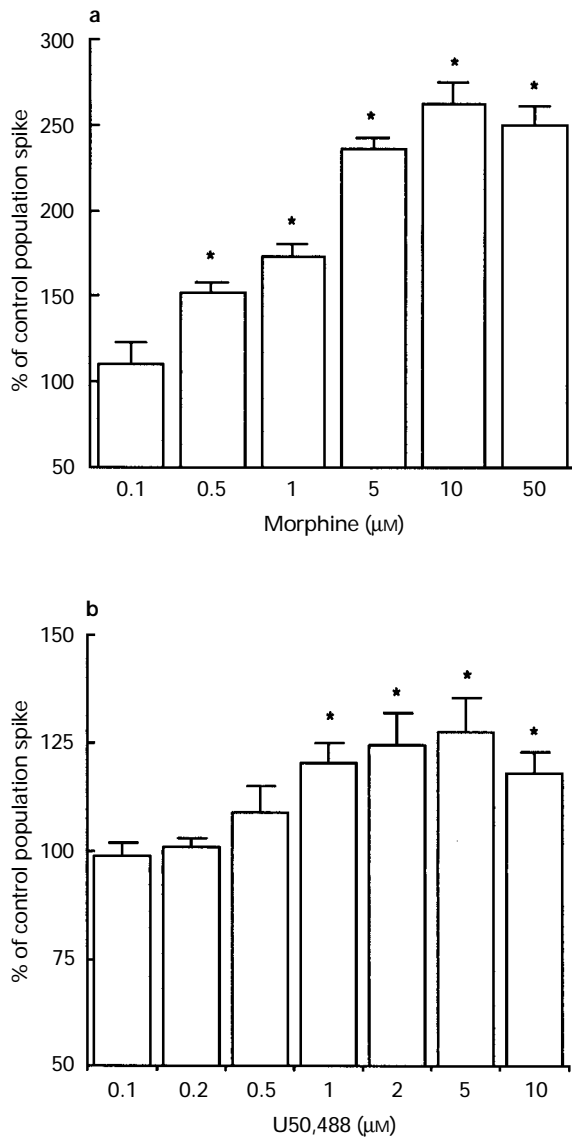 a
% of control population spike
300
250
200
150
100
50
*
*
*
*
*
0.1 0.5 1 5 10 50
Morphine (µM)
b
% of control population spike
150
125
100
75
50
*
*
*
*
0.1 0.2 0.5 1 2 5 10
U50,488 (µM)